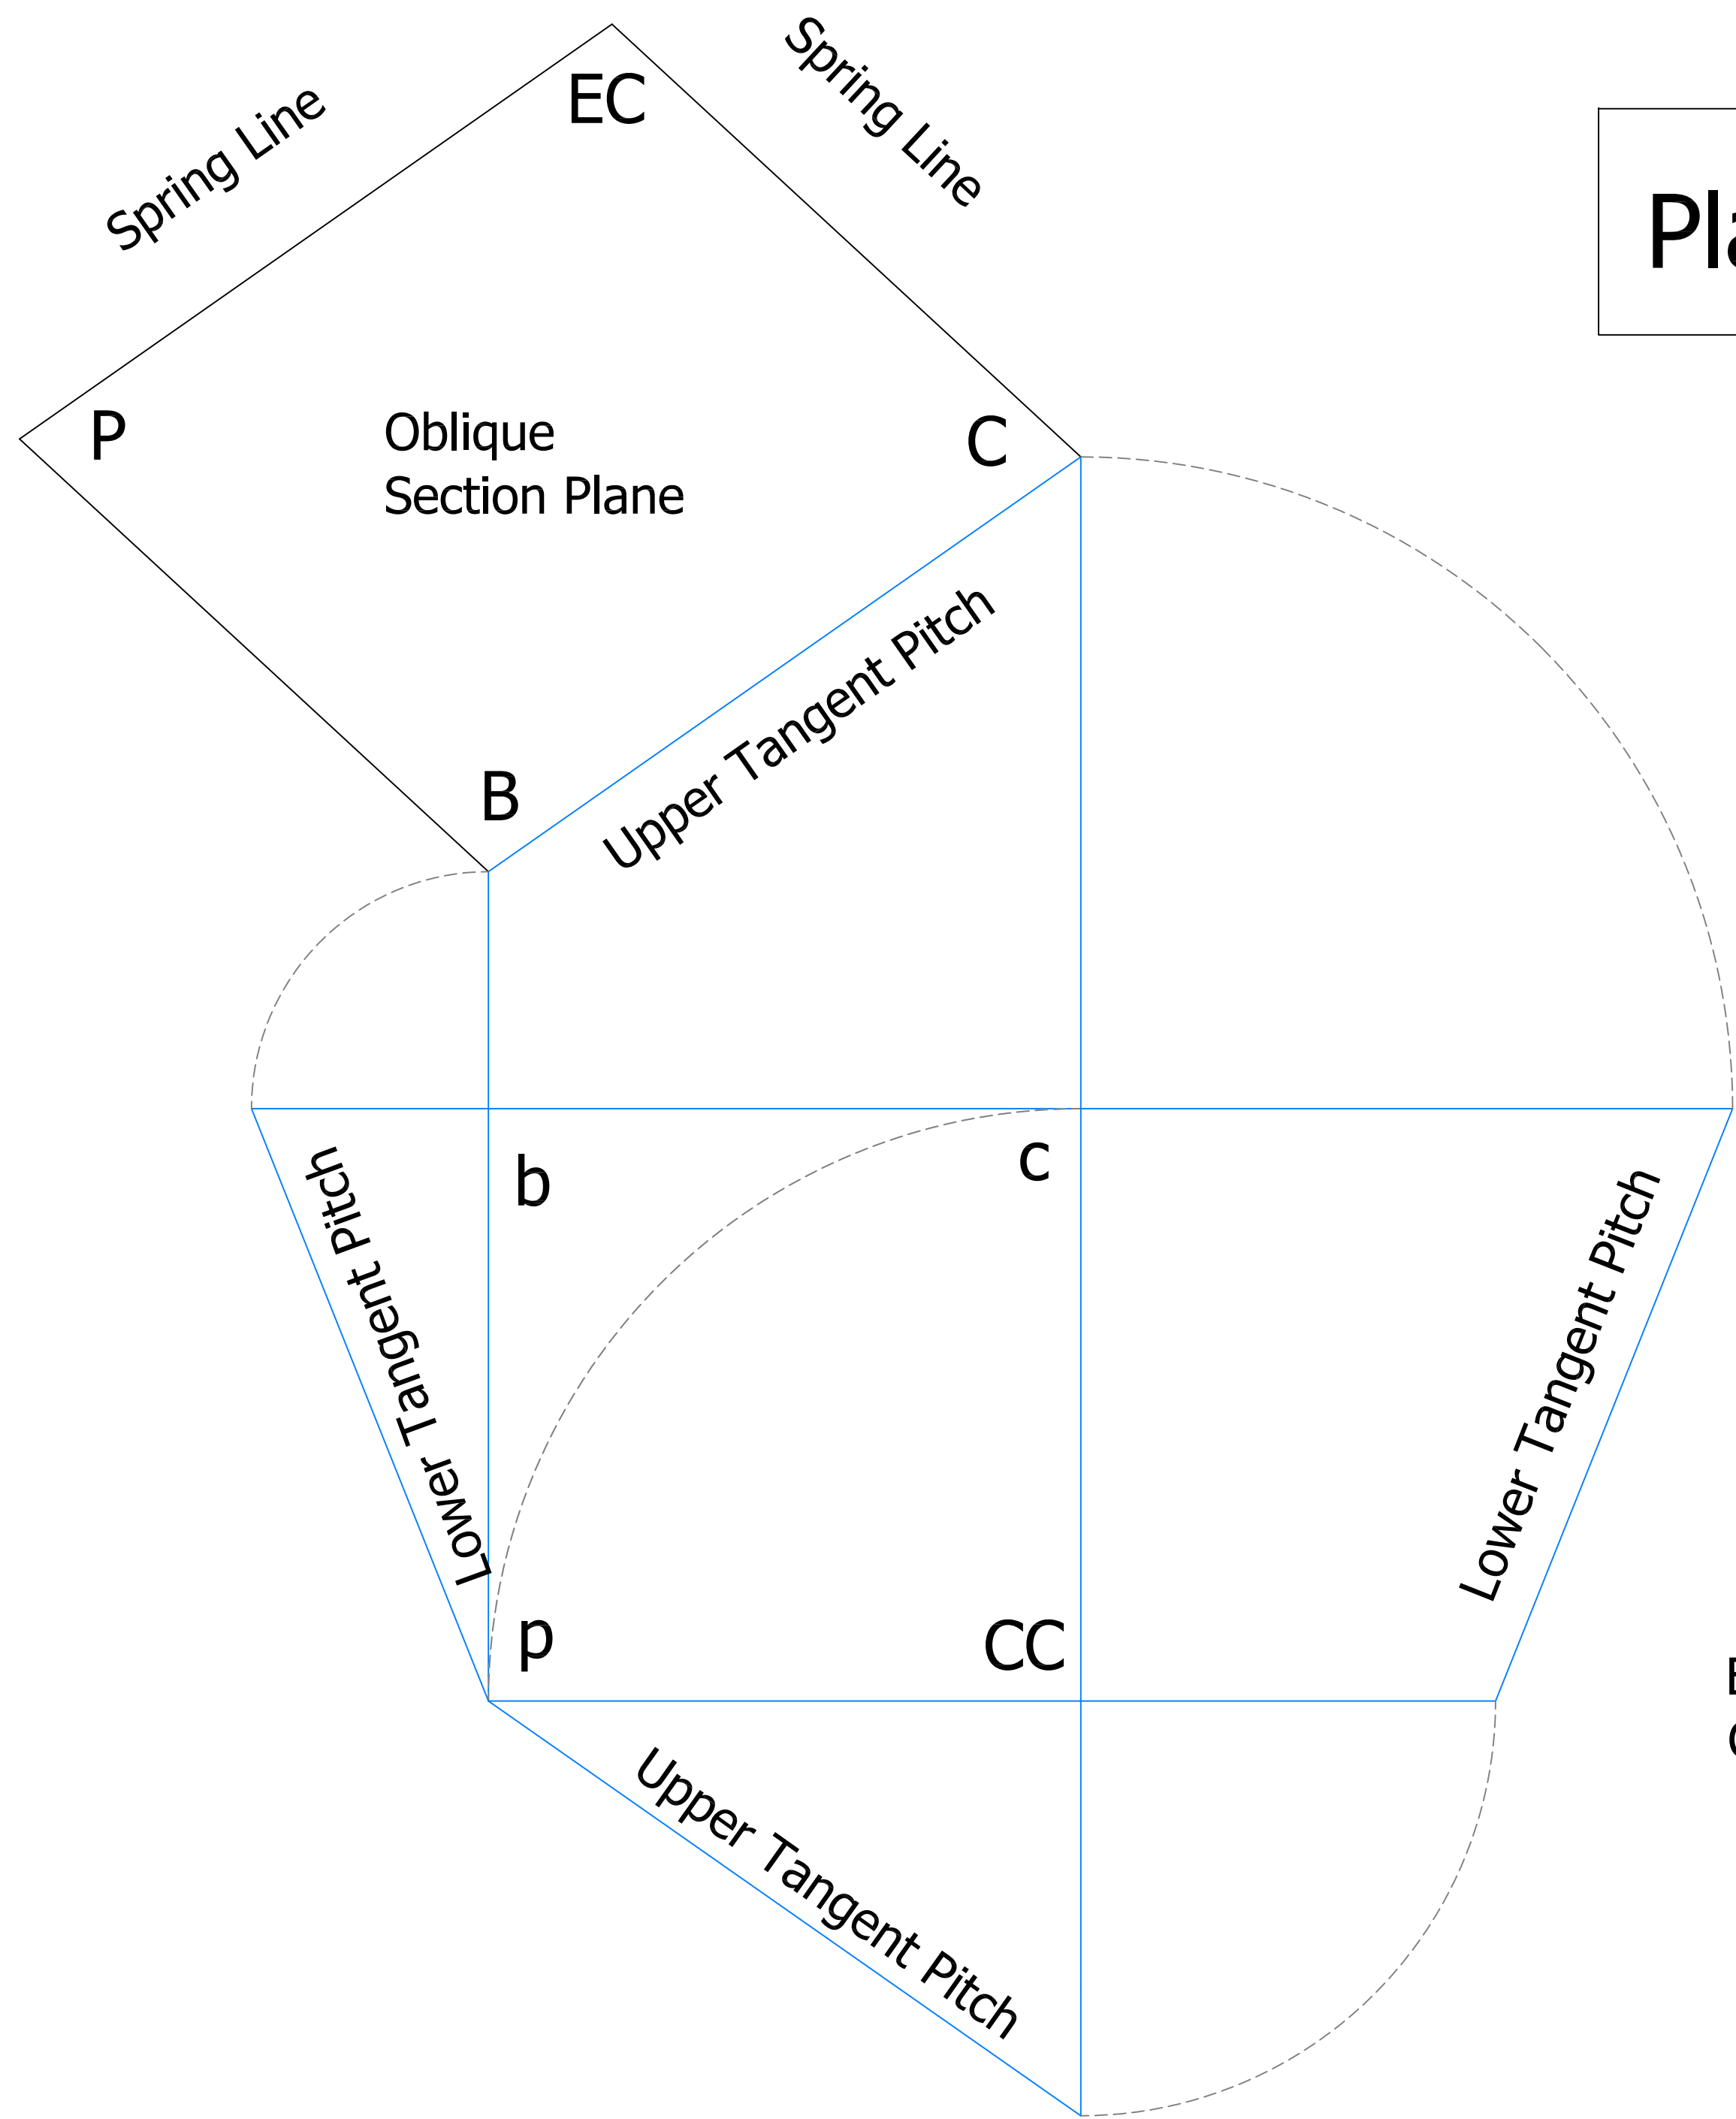 Spring Line
EC
Spring Line
P
Oblique
Section Plane
C
Upper Tangent Pitch
B
b
c
Lower Tangent Pitch
Lower Tangent Pitch
p
CC
Upper Tangent Pitch